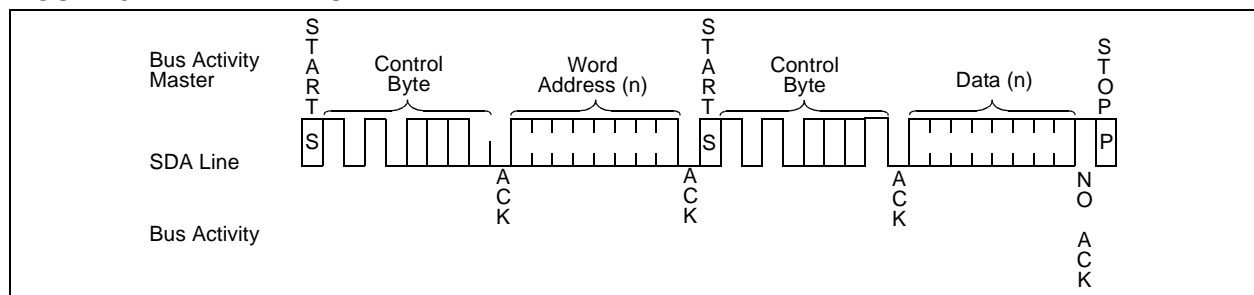 START
START
STOP
Bus Activity
Master
Control
Byte
Word
Address (n)
Control
Byte
Data (n)
S
S
P
SDA Line
ACK
ACK
ACK
NO ACK
Bus Activity